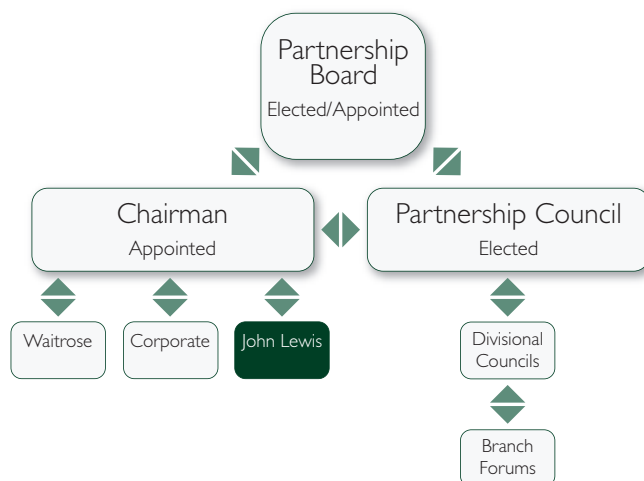 Partnership
Board
Elected/Appointed
Chairman
Appointed
Partnership Council
Elected
Waitrose
Corporate
John Lewis
Divisional
Councils
Branch
Forums